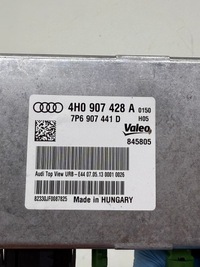 4H0 907 428 A 0150
7P6 907 441 D H05
Valeo
845805
Audi Top View URB - E44 07.05.13 0001 0026
82330JF0087825 Made in HUNGARY